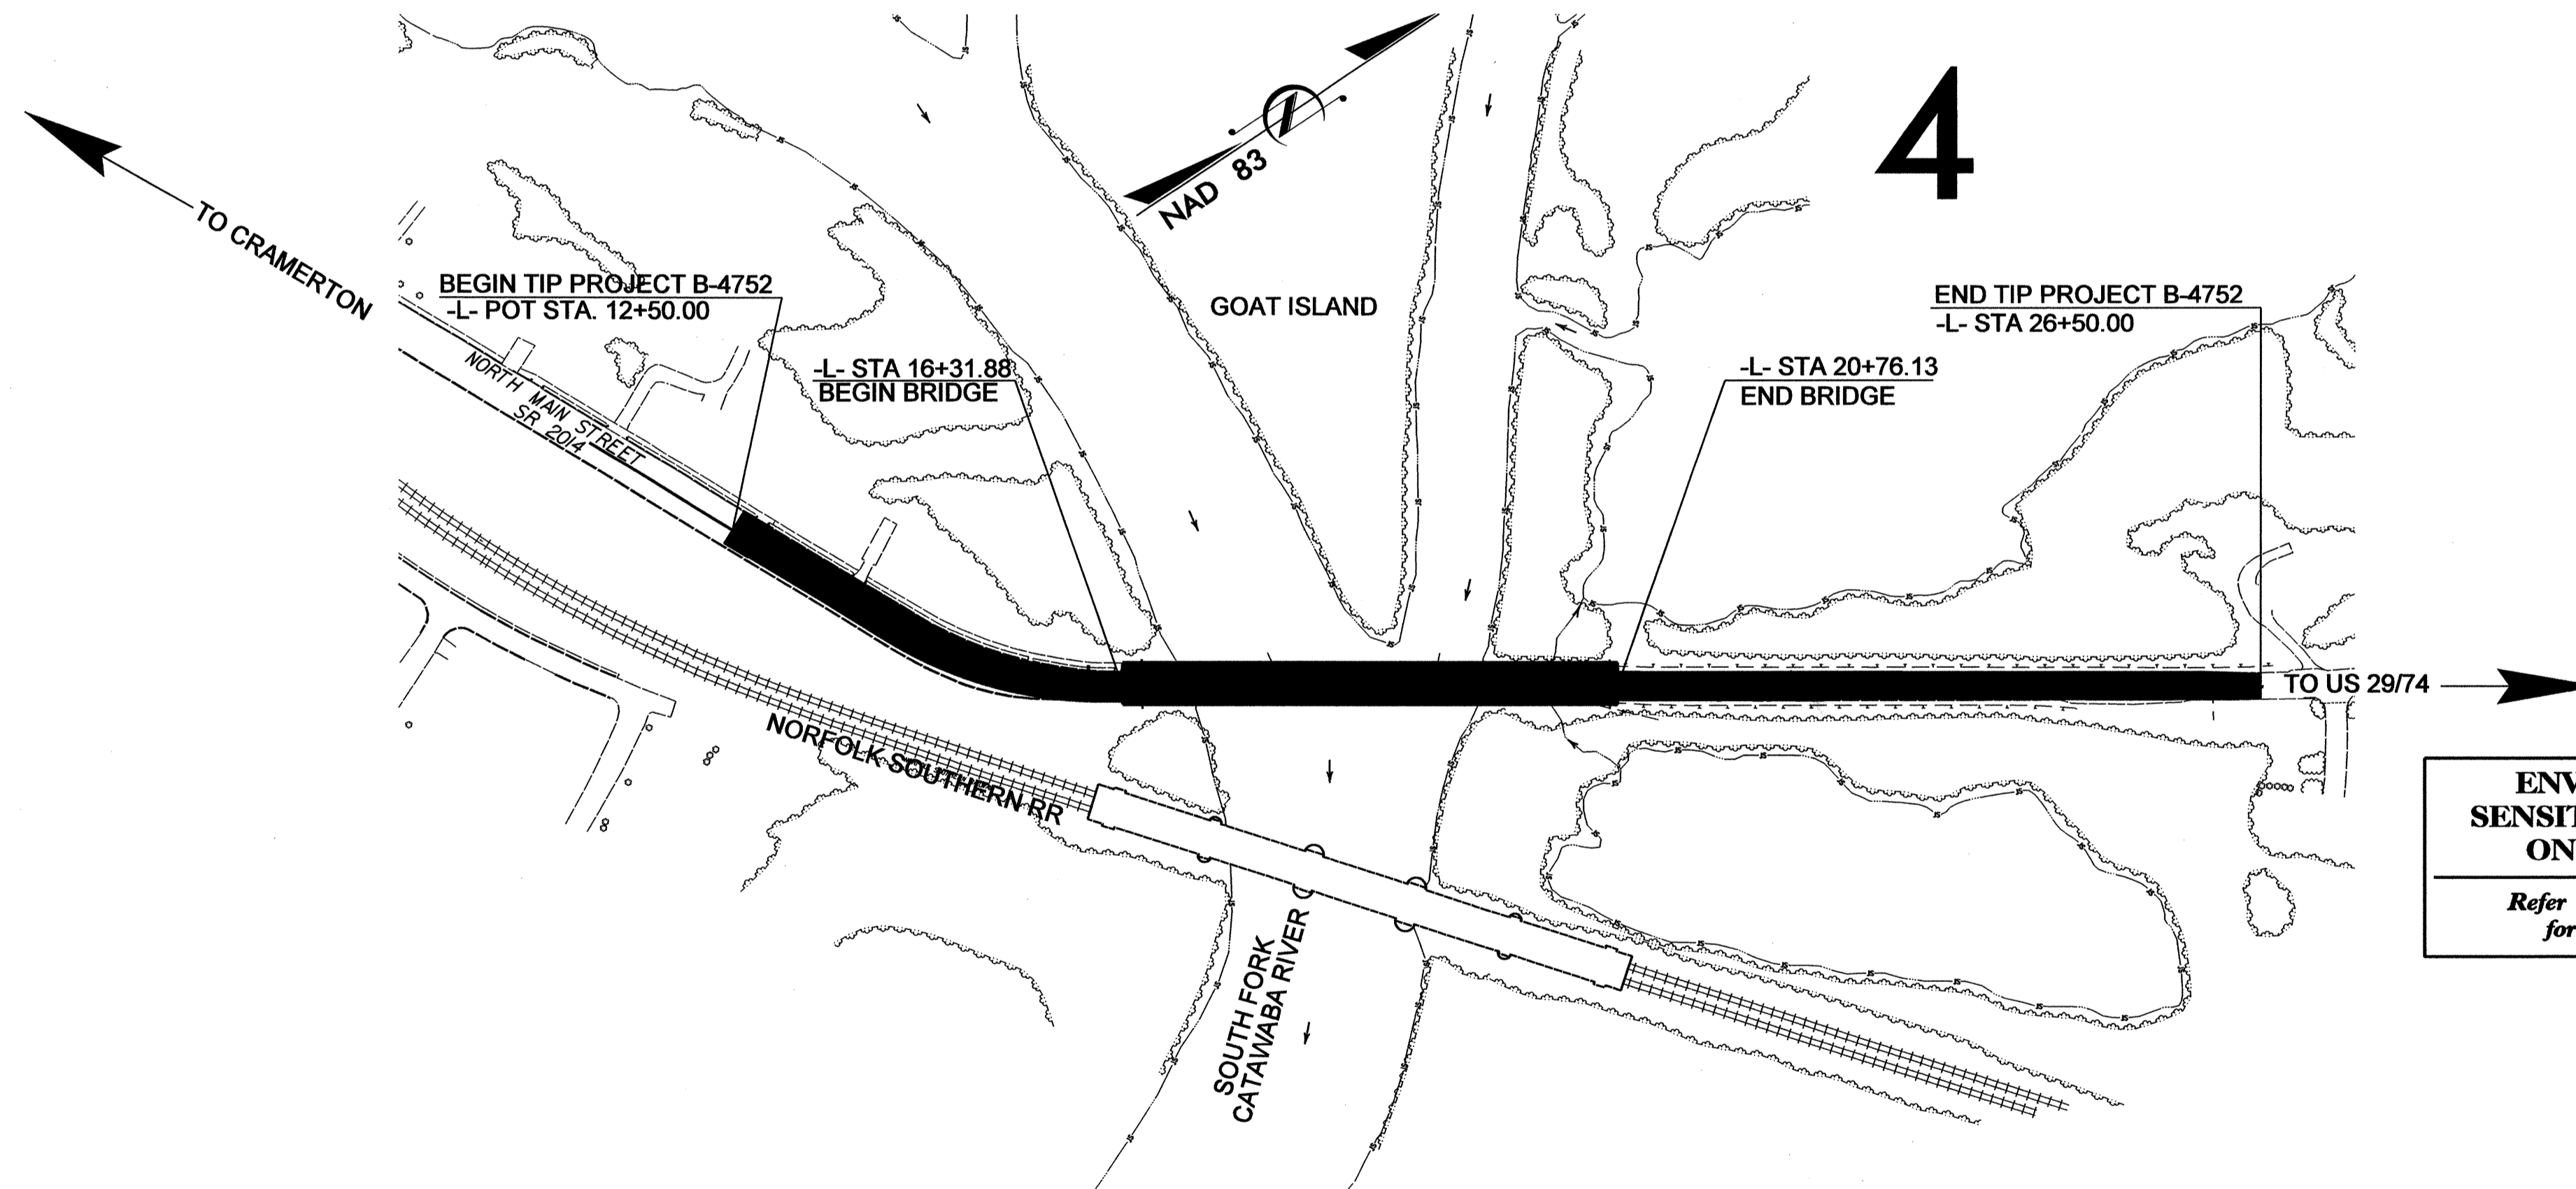 4
NAD 83
TO CRAMERTON
BEGIN TIP PROJECT B-4752
-L- POT STA. 12+50.00
GOAT ISLAND
END TIP PROJECT B-4752
-L- STA 26+50.00
-L- STA 16+31.88
BEGIN BRIDGE
-L- STA 20+76.13
END BRIDGE
NORTH MAIN STREET
SR 2014
TO US 29/74
NORFOLK SOUTHERN RR
SOUTH FORK
CATAWABA RIVER
ENV
SENSIT
ON
Refer
for